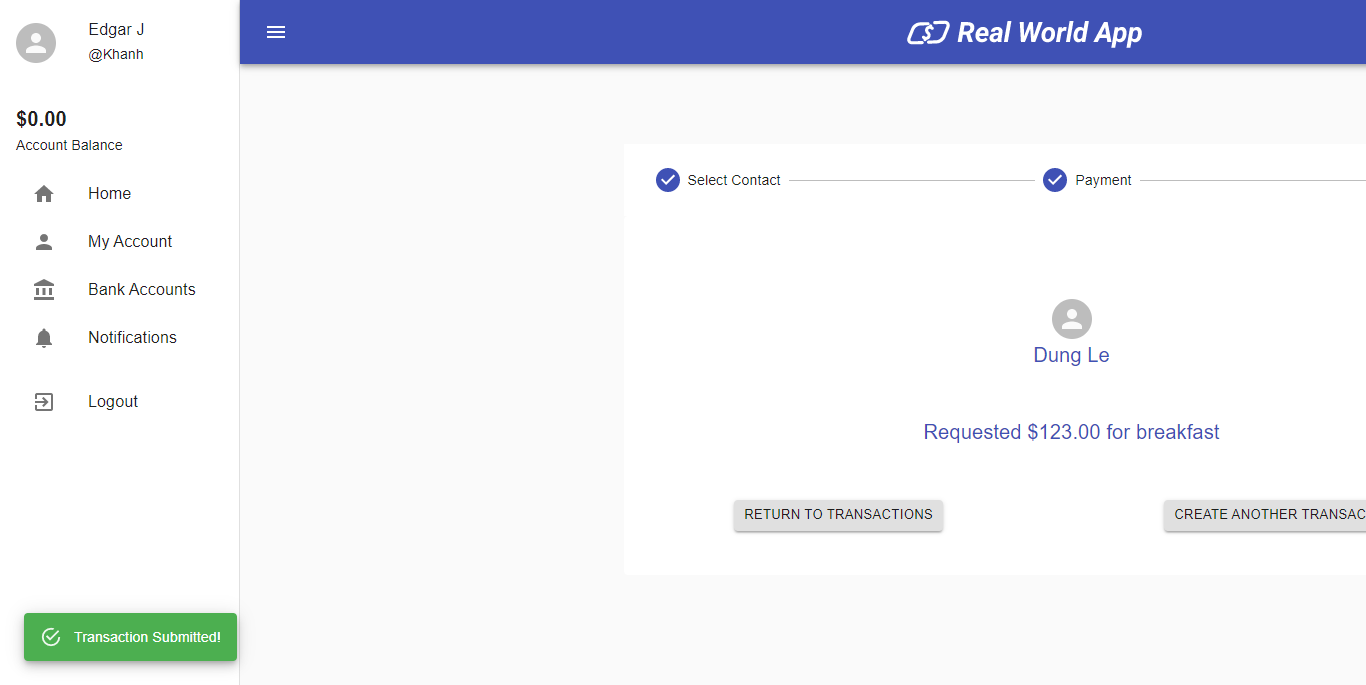 Edgar J
@Khanh
$0.00
Account Balance
Home
My Account
Bank Accounts
Notifications
Logout
Transaction Submitted!
Real World App
Select Contact
Payment
Dung Le
Requested $123.00 for breakfast
RETURN TO TRANSACTIONS
CREATE ANOTHER TRANSAC